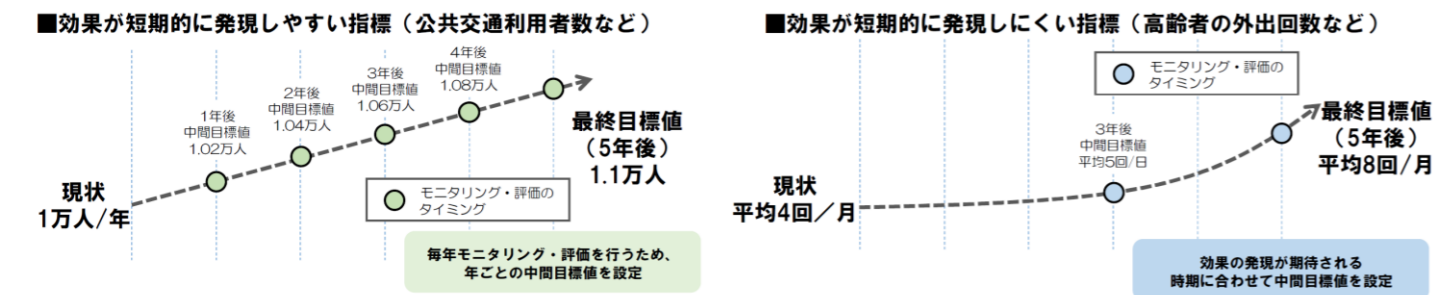 ■効果が短期的に発現しやすい指標（公共交通利用者数など）
1年後
中間目標値
1.02万人
2年後
中間目標値
1.04万人
3年後
中間目標値
1.06万人
4年後
中間目標値
1.08万人
最終目標値
（5年後）
1.1万人
現状
1万人/年
モニタリング・評価の
タイミング
毎年モニタリング・評価を行うため、
年ごとの中間目標値を設定
■効果が短期的に発現しにくい指標（高齢者の外出回数など）
モニタリング・評価の
タイミング
3年後
中間目標値
平均5回/日
最終目標値
（5年後）
平均8回/月
現状
平均4回／月
効果の発現が期待される
時期に合わせて中間目標値を設定